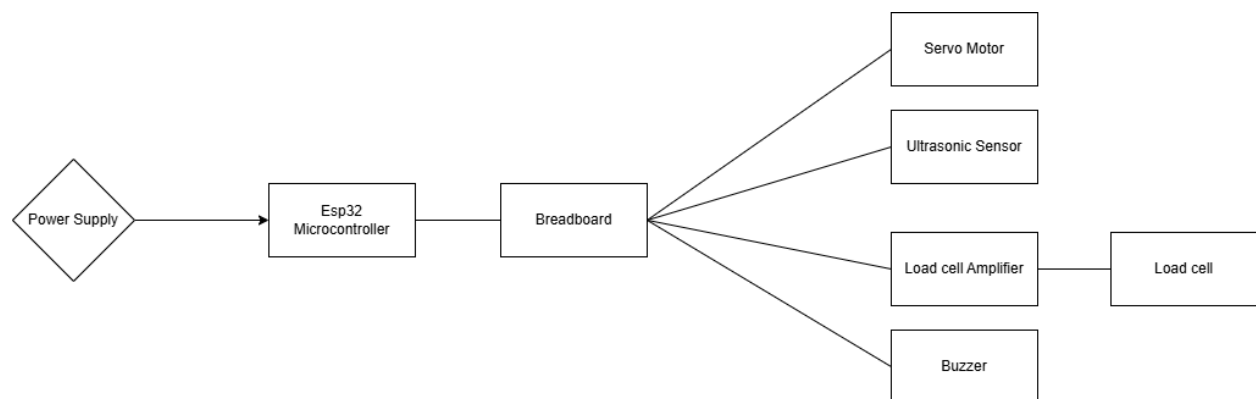 Servo Motor
Ultrasonic Sensor
Power Supply
Esp32
Microcontroller
Breadboard
Load cell Amplifier
Load cell
Buzzer